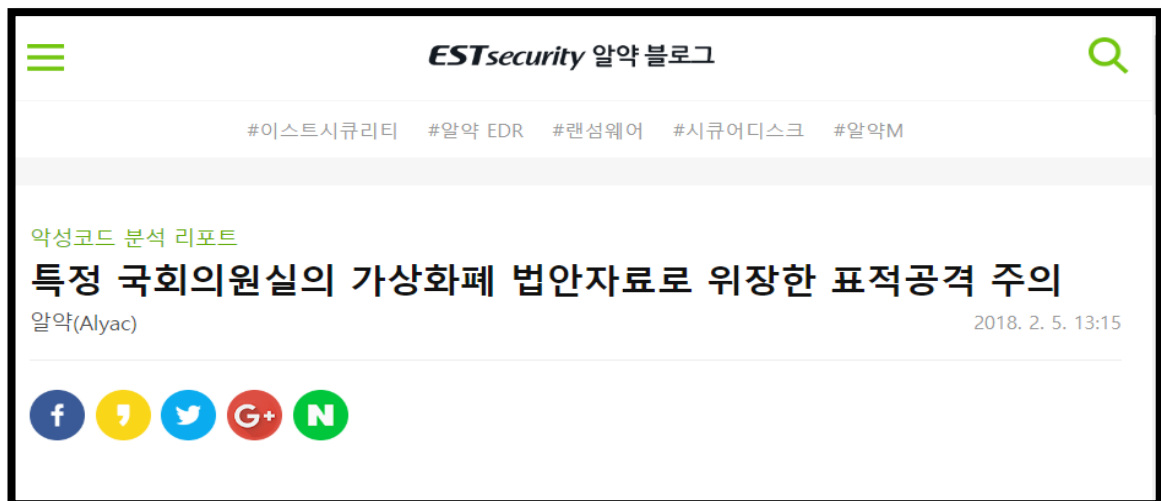 ESTsecurity 알약 블로그
#이스트시큐리티 #알약 EDR #랜섬웨어 #시큐어디스크 #알약M
악성코드 분석 리포트
특정 국회의원실의 가상화폐 법안자료로 위장한 표적공격 주의
알약(Alyac) 2018. 2. 5. 13:15
f , G+ N